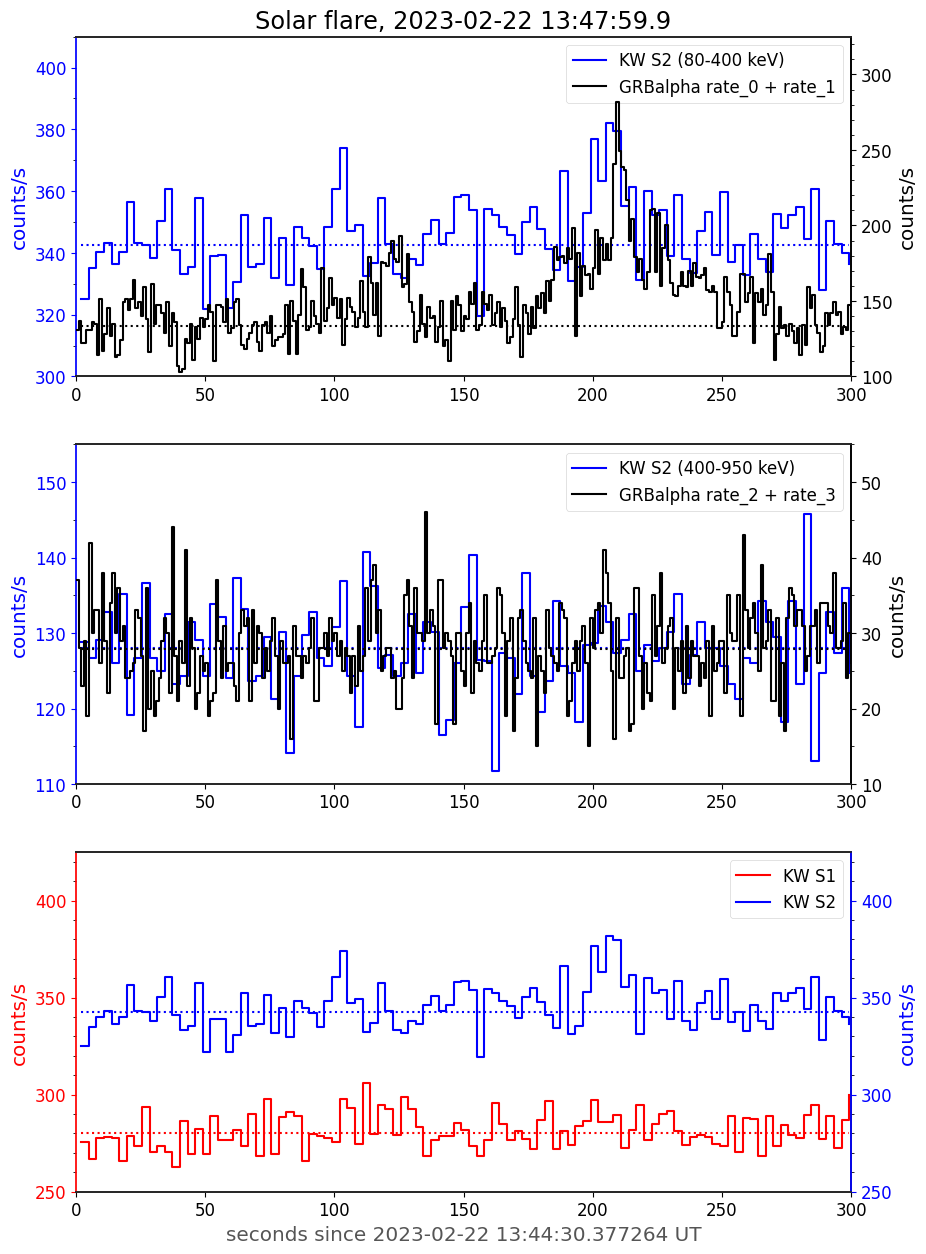 Solar flare, 2023-02-22 13:47:59.9
KW S2 (80-400 keV)
GRBalpha rate_0 + rate_1
counts/s
400
380
360
340
320
300
300
250
200
150
100
counts/s
0 50 100 150 200 250 300
KW S2 (400-950 keV)
GRBalpha rate_2 + rate_3
counts/s
150
140
130
120
110
50
40
30
20
10
counts/s
0 50 100 150 200 250 300
KW S1
KW S2
counts/s
400
350
300
250
400
350
300
250
counts/s
0 50 100 150 200 250 300
seconds since 2023-02-22 13:44:30.377264 UT